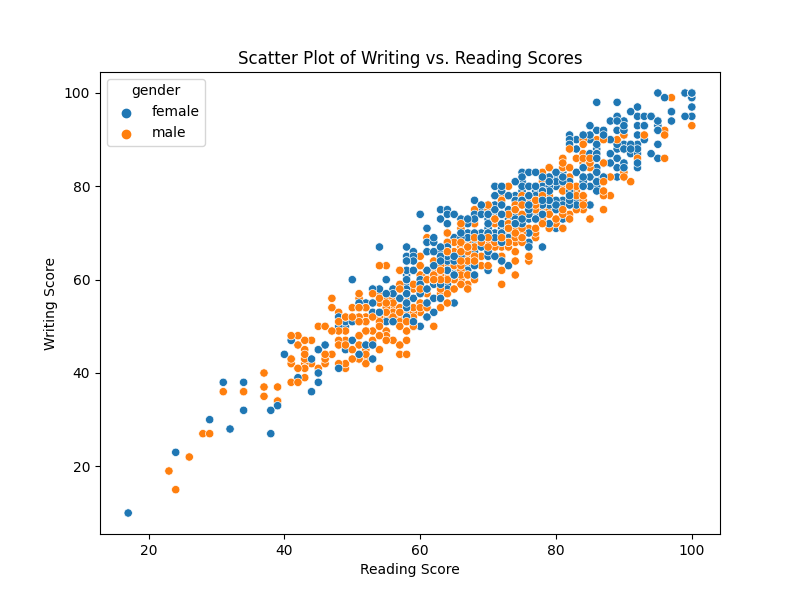 Scatter Plot of Writing vs. Reading Scores
gender
female
male
100
80
60
40
20
Writing Score
20 40 60 80 100
Reading Score